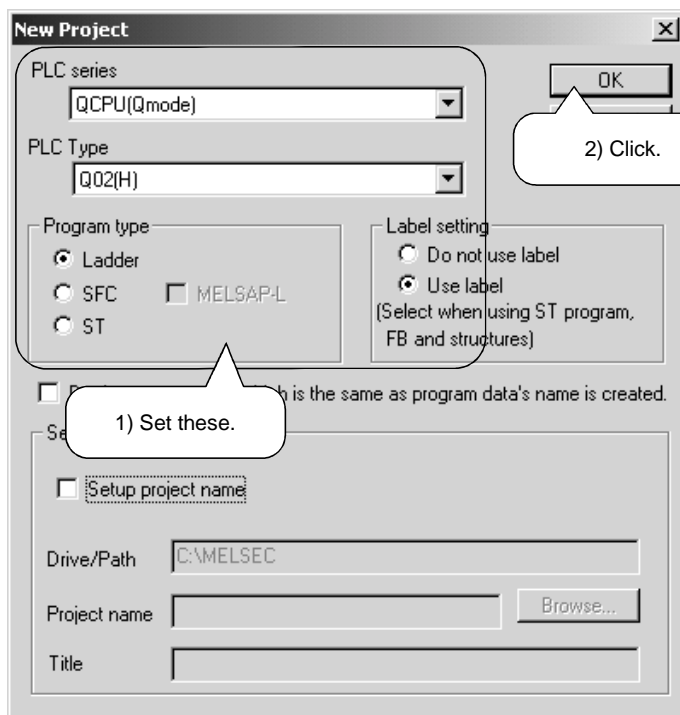 New Project
PLC series
OK
QCPU(Qmode)
2) Click.
PLC Type
Q02(H)
Program type
Label setting
Ladder
Do not use label
SFC
MELSAP-L
Use label
ST
(Select when using ST program,
FB and structures)
is the same as program data's name is created.
1) Set these.
Setup project name
Drive/Path
C:\MELSEC
Project name
Browse...
Title